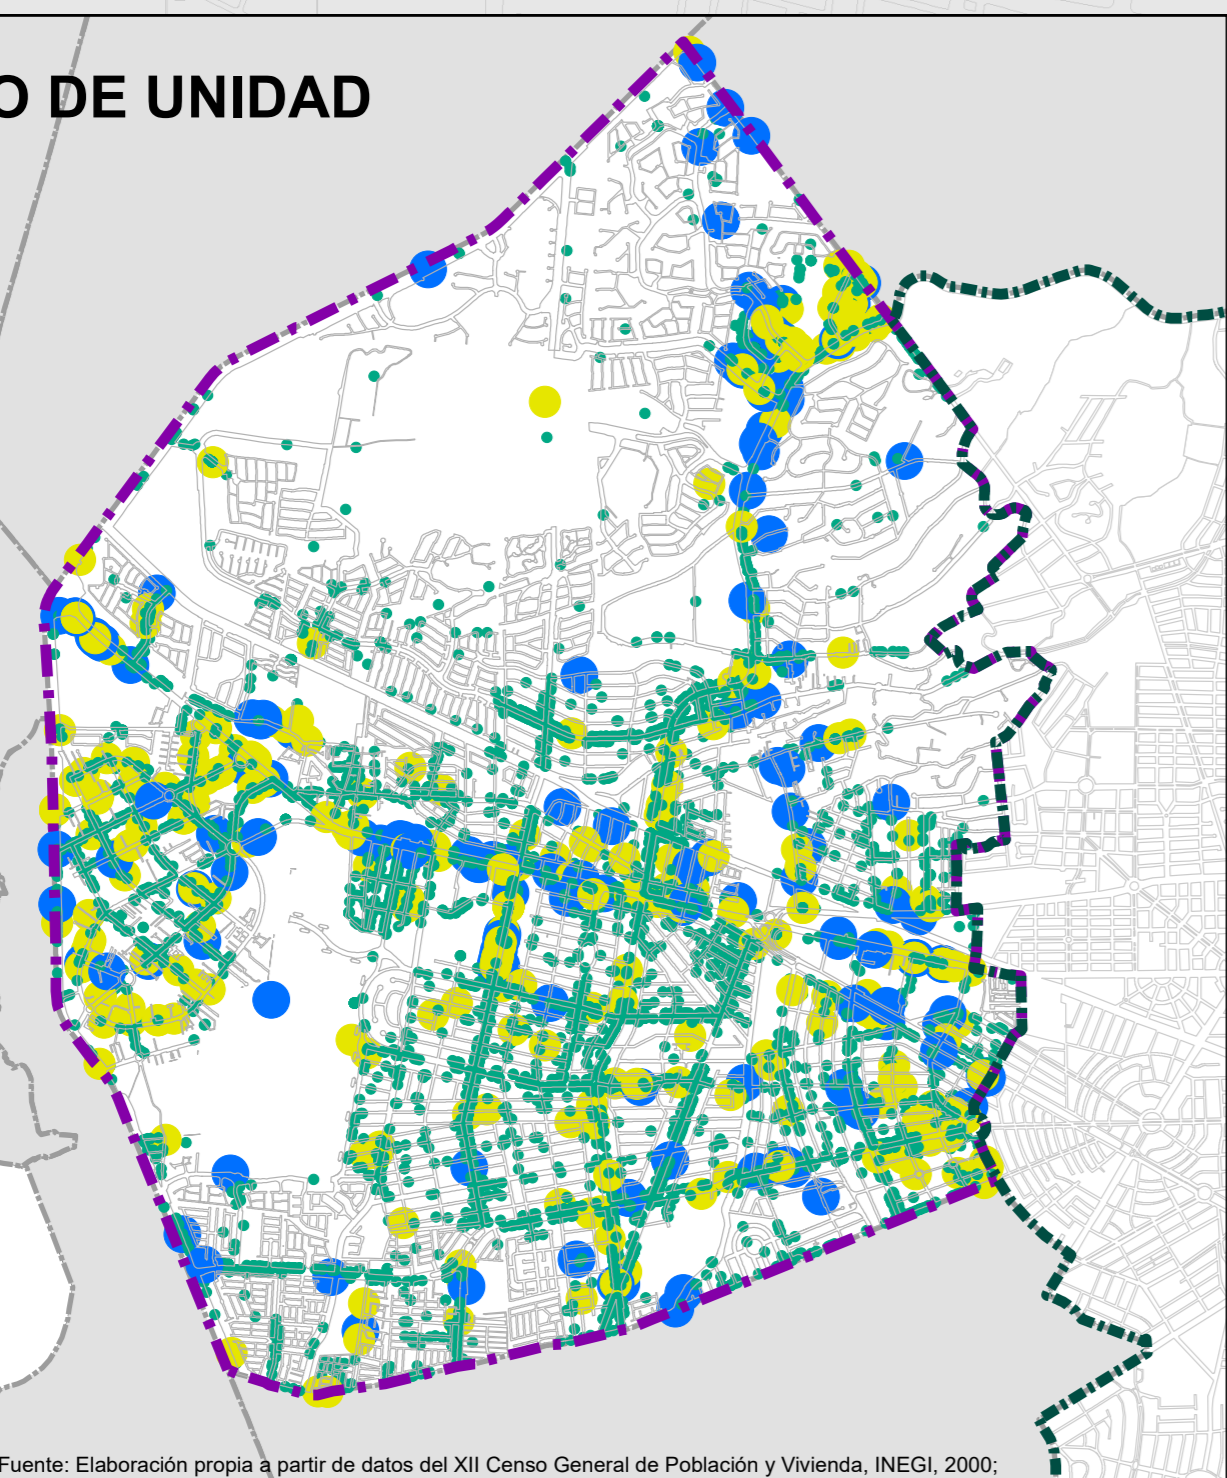 O DE UNIDAD
Fuente: Elaboración propia a partir de datos del XII Censo General de Población y Vivienda, INEGI, 2000;